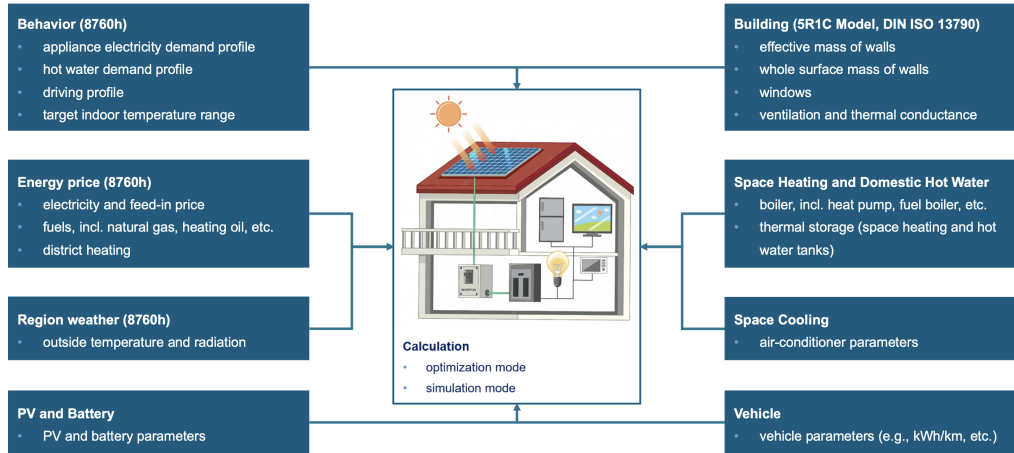 Behavior (8760h)
• appliance electricity demand profile
• hot water demand profile
• driving profile
• target indoor temperature range
Energy price (8760h)
• electricity and feed-in price
• fuels, incl. natural gas, heating oil, etc.
• district heating
Region weather (8760h)
• outside temperature and radiation
PV and Battery
• PV and battery parameters
INVERTER
Calculation
• optimization mode
• simulation mode
Building (5R1C Model, DIN ISO 13790)
• effective mass of walls
• whole surface mass of walls
• windows
• ventilation and thermal conductance
Space Heating and Domestic Hot Water
• boiler, incl. heat pump, fuel boiler, etc.
• thermal storage (space heating and hot
water tanks)
Space Cooling
• air-conditioner parameters
Vehicle
• vehicle parameters (e.g., kWh/km, etc.)